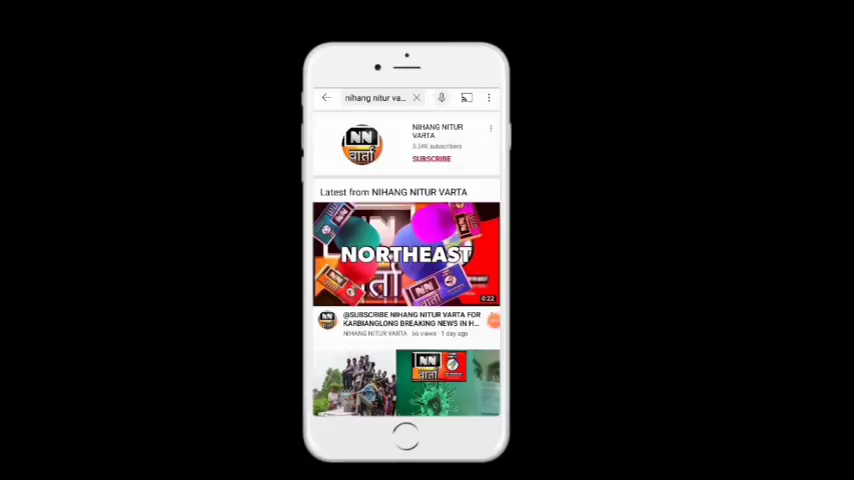 nihang nitur va...
NN
वार्ता
NIHANG NITUR
VARTA
3.34K subscribers
SUBSCRIBE
Latest from NIHANG NITUR VARTA
NORTHEAST
0:22
@SUBSCRIBE NIHANG NITUR VARTA FOR
KARBIANGLONG BREAKING NEWS IN H...
NIHANG NITUR VARTA · 66 views · 1 day ago
NN
वार्ता